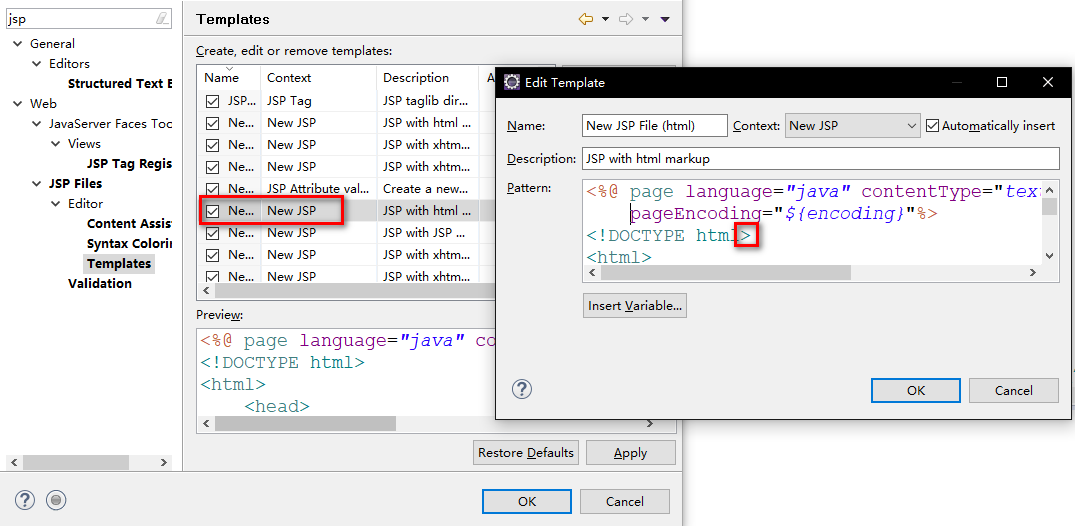 jsp
General
Editors
Structured Text E
Web
JavaServer Faces Toc
Views
JSP Tag Regis
JSP Files
Editor
Content Assis
Syntax Colorin
Templates
Validation
Templates
Create, edit or remove templates:
Name Context Description A
JSP... JSP Tag JSP taglib dir...
Ne... New JSP JSP with html ...
Ne... New JSP JSP with xhtm...
Ne... New JSP JSP with xhtm...
Ne... JSP Attribute val... Create a new...
Ne... New JSP JSP with html ...
Ne... New JSP JSP with JSP ...
Ne... New JSP JSP with xhtm...
Ne... New JSP JSP with xhtm...
Preview:
<%@ page language="java" co
<!DOCTYPE html>
<html>
<head>
Restore Defaults Apply
OK Cancel
Edit Template
Name: New JSP File (html) Context: New JSP Automatically insert
Description: JSP with html markup
Pattern:
<%@ page language="java" contentType="tex
pageEncoding="${encoding}"%>
<!DOCTYPE html>
<html>
Insert Variable...
OK Cancel